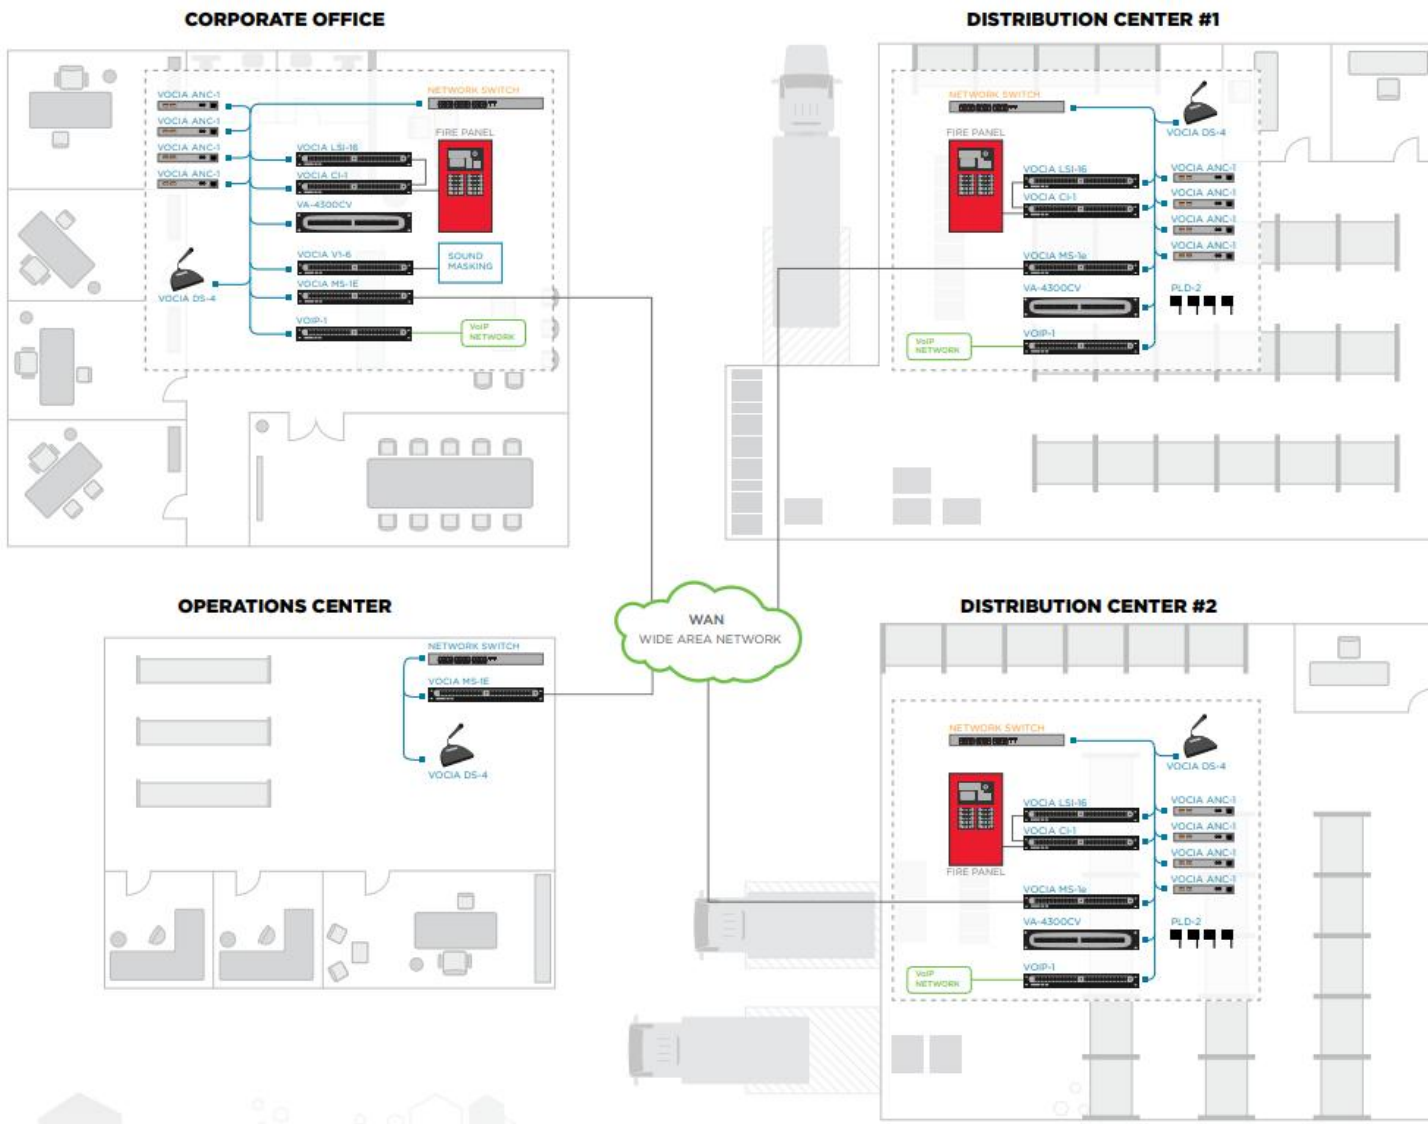 CORPORATE OFFICE
VOCIA ANC-1
VOCIA ANC-1
VOCIA ANC-1
VOCIA ANC-1
VOCIA DS-4
NETWORK SWITCH
FIRE PANEL
VOCIA LSI-16
VOCIA CI-1
VA-4300CV
VOCIA VI-6
SOUND
MASKING
VOCIA MS-1E
VOIP-1
VoIP
NETWORK
DISTRIBUTION CENTER #1
NETWORK SWITCH
VOCIA DS-4
FIRE PANEL
VOCIA LSI-16
VOCIA CI-1
VOCIA ANC-1
VOCIA ANC-1
VOCIA ANC-1
VOCIA ANC-1
VOCIA MS-1e
VA-4300CV
PLD-2
VOIP-1
VoIP
NETWORK
WAN
WIDE AREA NETWORK
OPERATIONS CENTER
NETWORK SWITCH
VOCIA MS-1E
VOCIA DS-4
DISTRIBUTION CENTER #2
NETWORK SWITCH
VOCIA DS-4
VOCIA LSI-16
VOCIA CI-1
FIRE PANEL
VOCIA ANC-1
VOCIA ANC-1
VOCIA ANC-1
VOCIA ANC-1
VOCIA MS-1e
VA-4300CV
PLD-2
VOIP-1
VoIP
NETWORK